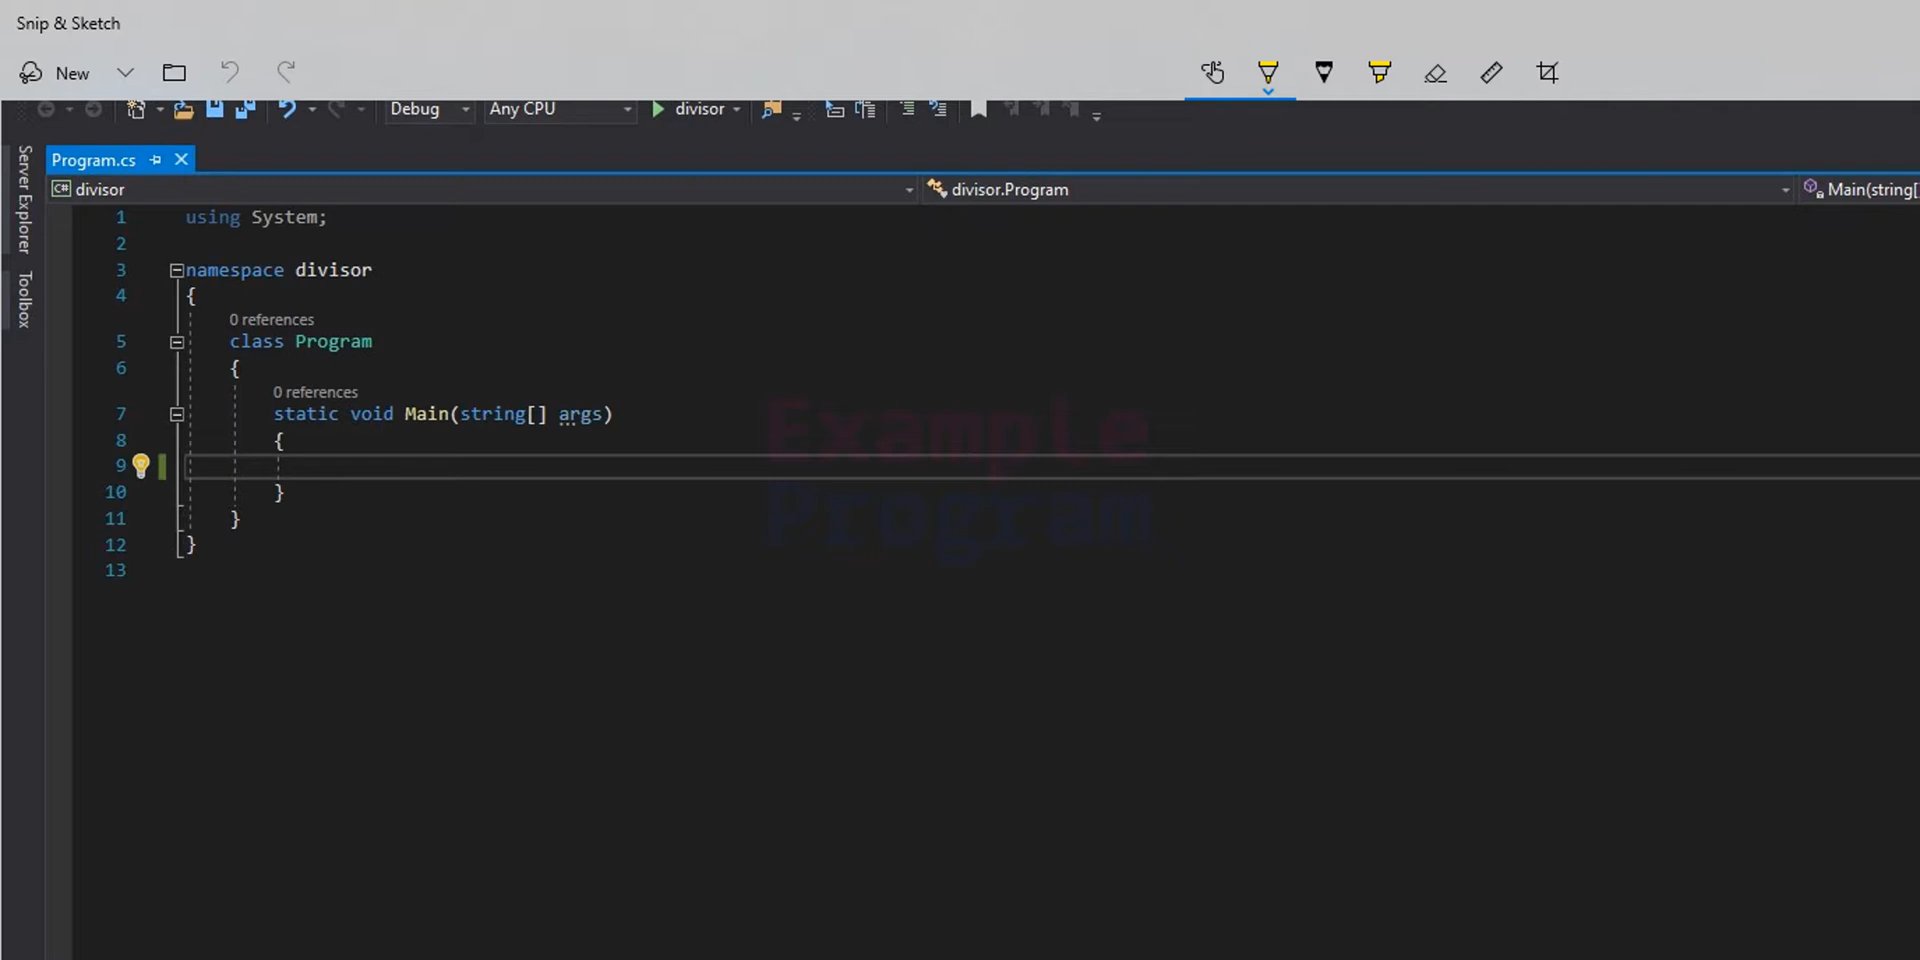 Snip & Sketch
New
Debug Any CPU divisor
Server Explorer
Toolbox
Program.cs
C# divisor divisor.Program Main(string[
1 using System;
2
3 namespace divisor
4 {
0 references
5 class Program
6 {
0 references
7 static void Main(string[] args)
8 {
9
10 }
11 }
12 }
13
Example
Program